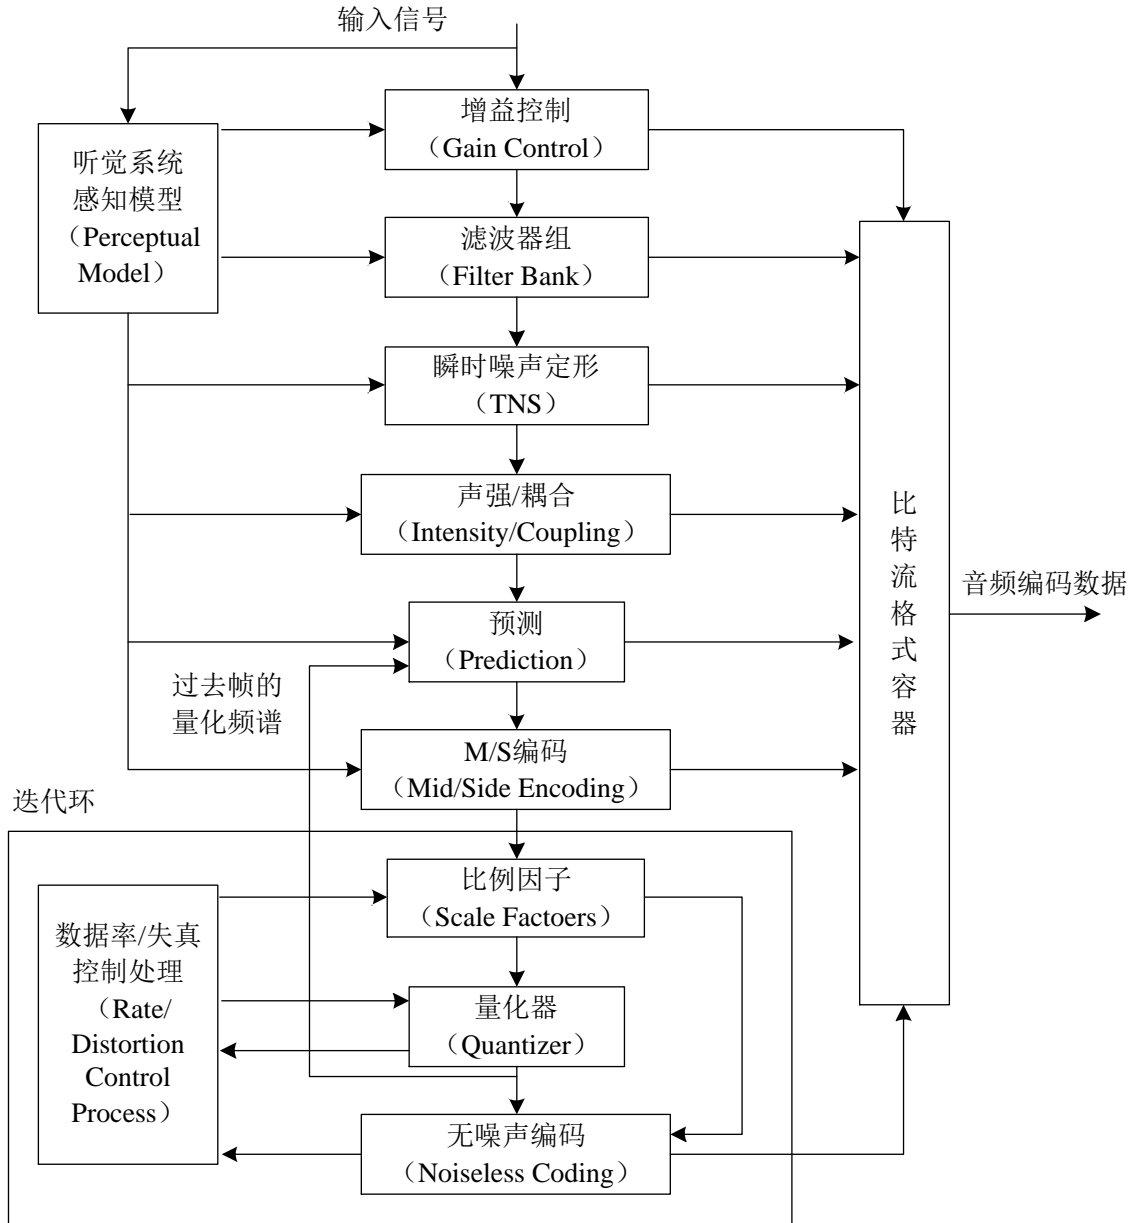 输入信号
增益控制
（Gain Control）
听觉系统
感知模型
（Perceptual
Model）
滤波器组
（Filter Bank）
瞬时噪声定形
（TNS）
声强/耦合
（Intensity/Coupling）
比
特
流
格
式
容
器
音频编码数据
预测
（Prediction）
过去帧的
量化频谱
M/S编码
（Mid/Side Encoding）
迭代环
比例因子
（Scale Factoers）
数据率/失真
控制处理
（Rate/
Distortion
Control
Process）
量化器
（Quantizer）
无噪声编码
（Noiseless Coding）